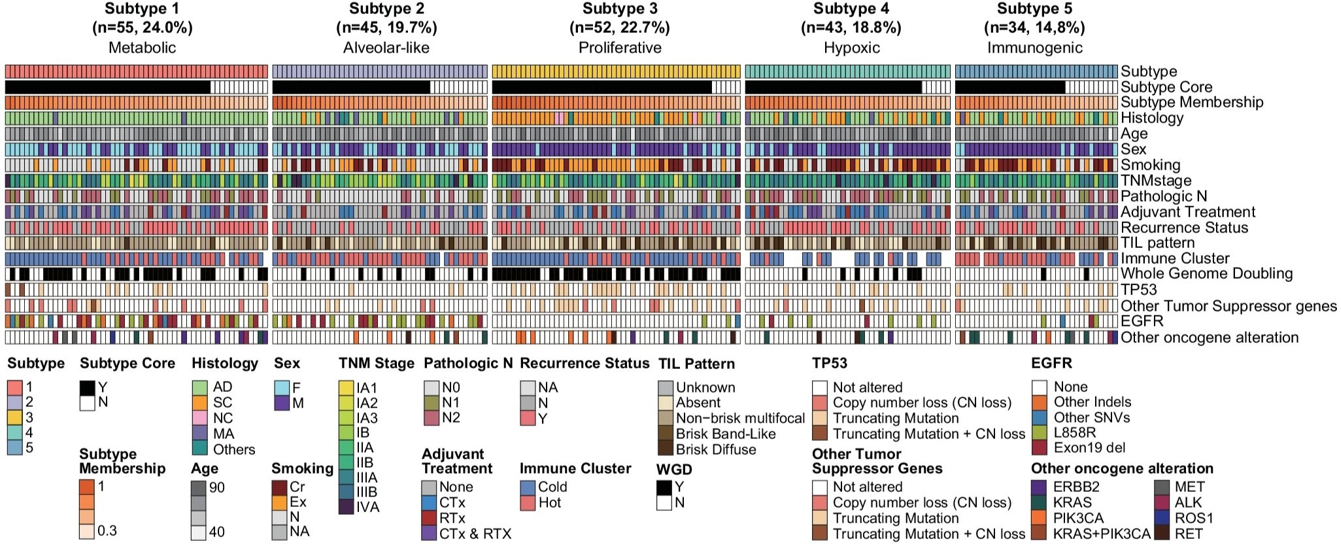 Subtype 1
(n=55, 24.0%)
Metabolic
Subtype 2
(n=45, 19.7%)
Alveolar-like
Subtype 3
(n=52, 22.7%)
Proliferative
Subtype 4
(n=43, 18.8%)
Hypoxic
Subtype 5
(n=34, 14,8%)
Immunogenic
Subtype
Subtype Core
Subtype Membership
Histology
Age
Sex
Smoking
TNMstage
Pathologic N
Adjuvant Treatment
Recurrence Status
TIL pattern
Immune Cluster
Whole Genome Doubling
TP53
Other Tumor Suppressor genes
EGFR
Other oncogene alteration
Subtype
1
2
3
4
5
Subtype Core
Y
N
Subtype
Membership
1
0.3
Histology
AD
SC
NC
MA
Others
Age
90
40
Sex
F
M
Smoking
Cr
Ex
N
NA
TNM Stage
IA1
IA2
IA3
IB
IIA
IIB
IIIA
IIIB
IVA
Pathologic N
N0
N1
N2
Adjuvant
Treatment
None
CTx
RTx
CTx & RTX
Recurrence Status
NA
N
Y
Immune Cluster
Cold
Hot
TIL Pattern
Unknown
Absent
Non-brisk multifocal
Brisk Band-Like
Brisk Diffuse
WGD
Y
N
TP53
Not altered
Copy number loss (CN loss)
Truncating Mutation
Truncating Mutation + CN loss
Other Tumor
Suppressor Genes
Not altered
Copy number loss (CN loss)
Truncating Mutation
Truncating Mutation + CN loss
EGFR
None
Other Indels
Other SNVs
L858R
Exon19 del
Other oncogene alteration
ERBB2
KRAS
PIK3CA
KRAS+PIK3CA
MET
ALK
ROS1
RET